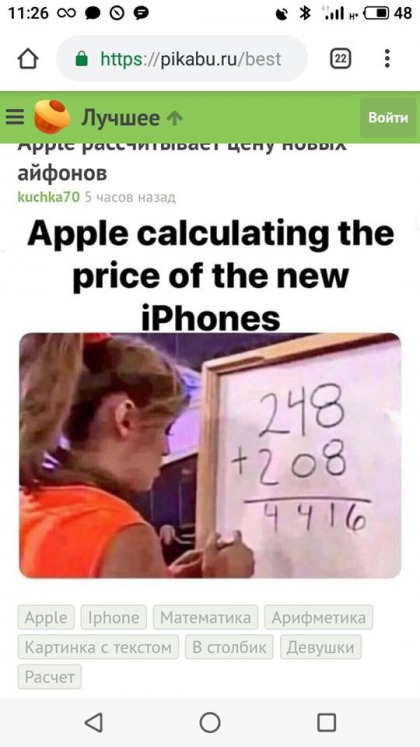 11:26 48
https://pikabu.ru/best 22
Лучшее Войти
Apple рассчитывает цену новых
айфонов
kuchka70 5 часов назад
Apple calculating the
price of the new
iPhones
248
+208
4416
Apple Iphone Математика Арифметика
Картинка с текстом В столбик Девушки
Расчет